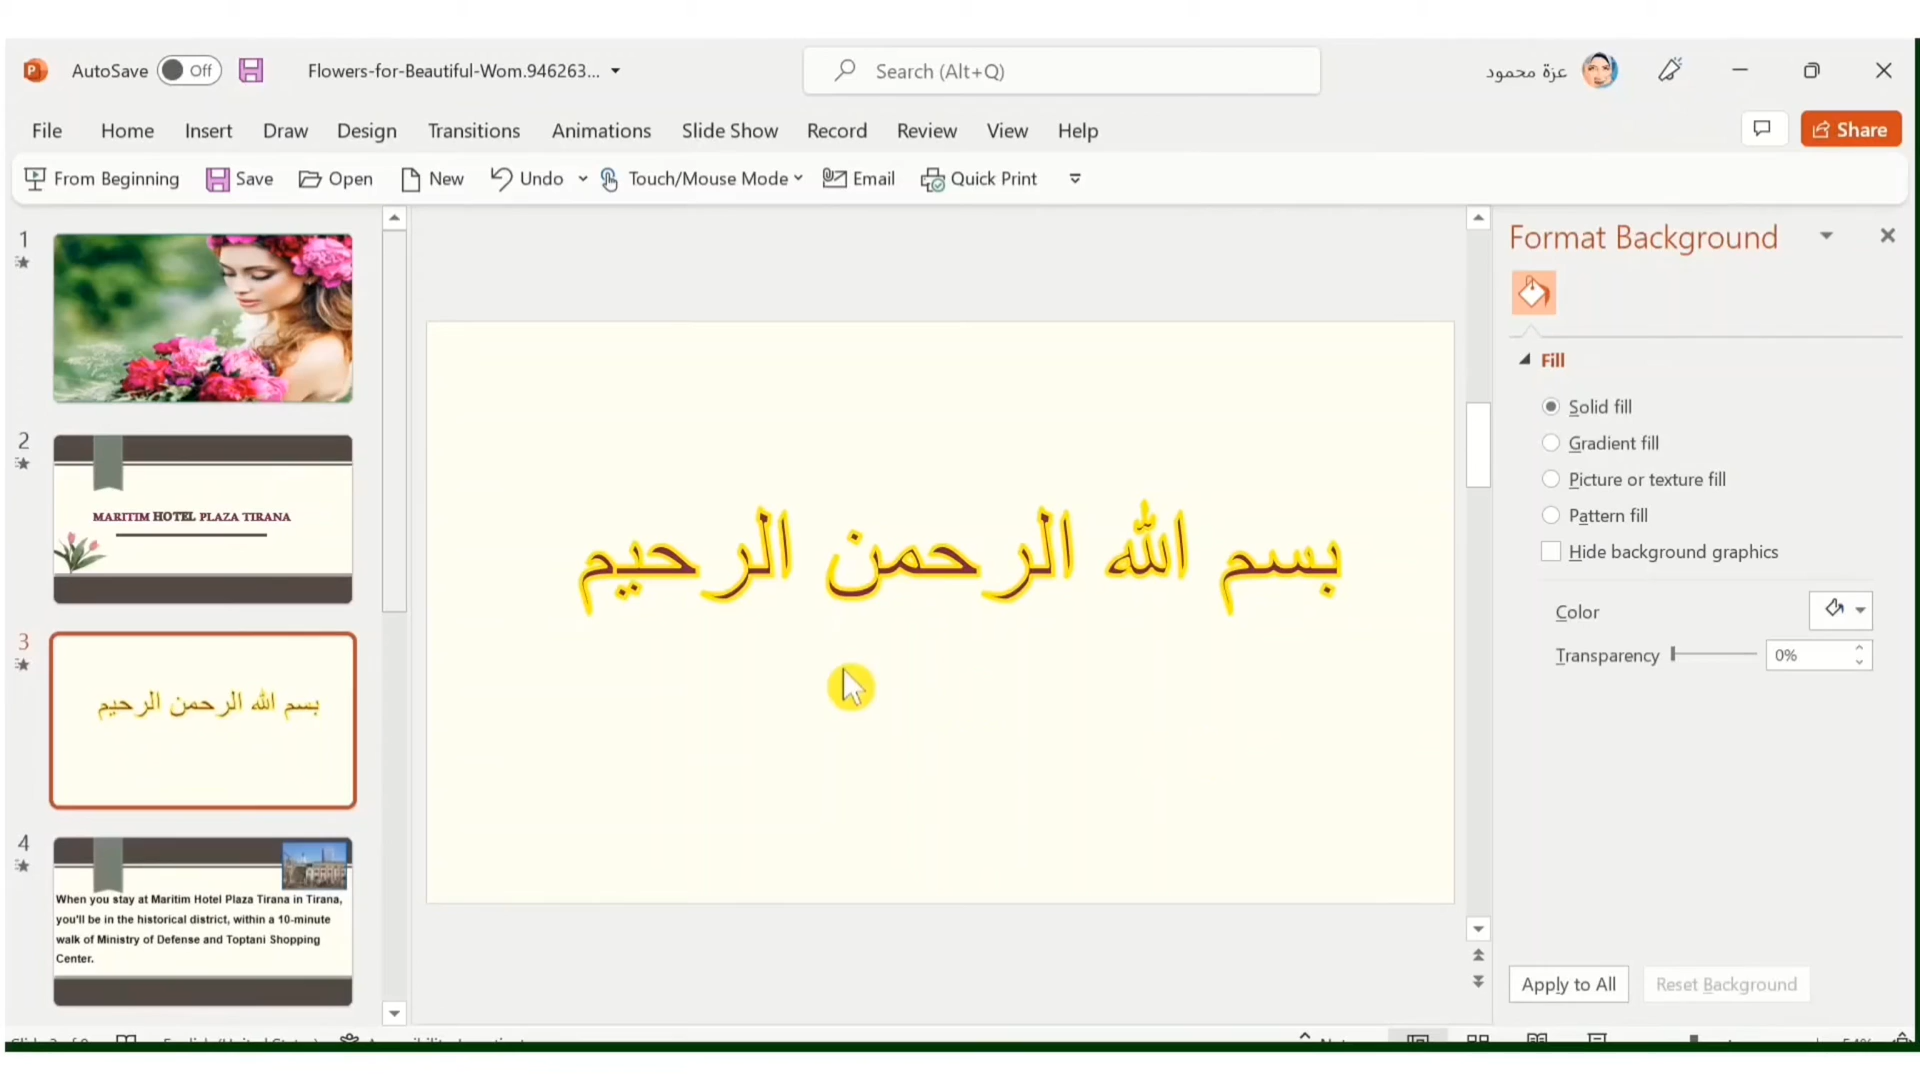 AutoSave Off Flowers-for-Beautiful-Wom.946263... Search (Alt+Q) عزة محمود
File Home Insert Draw Design Transitions Animations Slide Show Record Review View Help Share
From Beginning Save Open New Undo Touch/Mouse Mode Email Quick Print
1
2
MARITIM HOTEL PLAZA TIRANA
3
بسم الله الرحمن الرحيم
4
When you stay at Maritim Hotel Plaza Tirana in Tirana,
you'll be in the historical district, within a 10-minute
walk of Ministry of Defense and Toptani Shopping
Center.
بسم الله الرحمن الرحيم
Format Background
Fill
Solid fill
Gradient fill
Picture or texture fill
Pattern fill
Hide background graphics
Color
Transparency 0%
Apply to All Reset Background